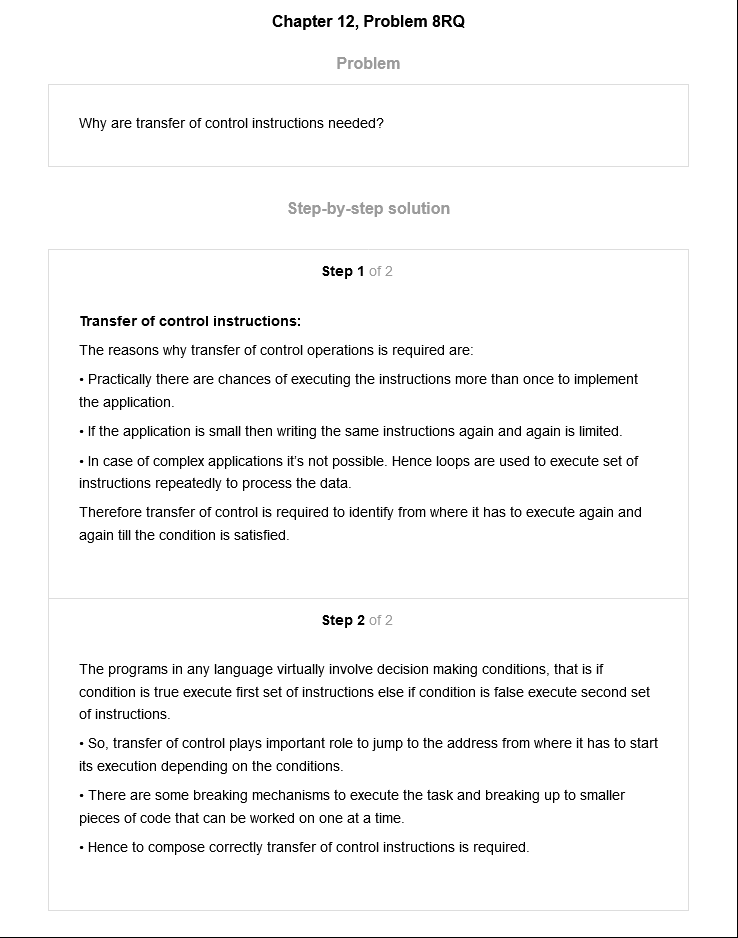 Chapter 12, Problem 8RQ
Problem
Why are transfer of control instructions needed?
Step-by-step solution
Step 1 of 2
Transfer of control instructions:
The reasons why transfer of control operations is required are:
• Practically there are chances of executing the instructions more than once to implement
the application.
• If the application is small then writing the same instructions again and again is limited.
• In case of complex applications it's not possible. Hence loops are used to execute set of
instructions repeatedly to process the data.
Therefore transfer of control is required to identify from where it has to execute again and
again till the condition is satisfied.
Step 2 of 2
The programs in any language virtually involve decision making conditions, that is if
condition is true execute first set of instructions else if condition is false execute second set
of instructions.
• So, transfer of control plays important role to jump to the address from where it has to start
its execution depending on the conditions.
• There are some breaking mechanisms to execute the task and breaking up to smaller
pieces of code that can be worked on one at a time.
• Hence to compose correctly transfer of control instructions is required.